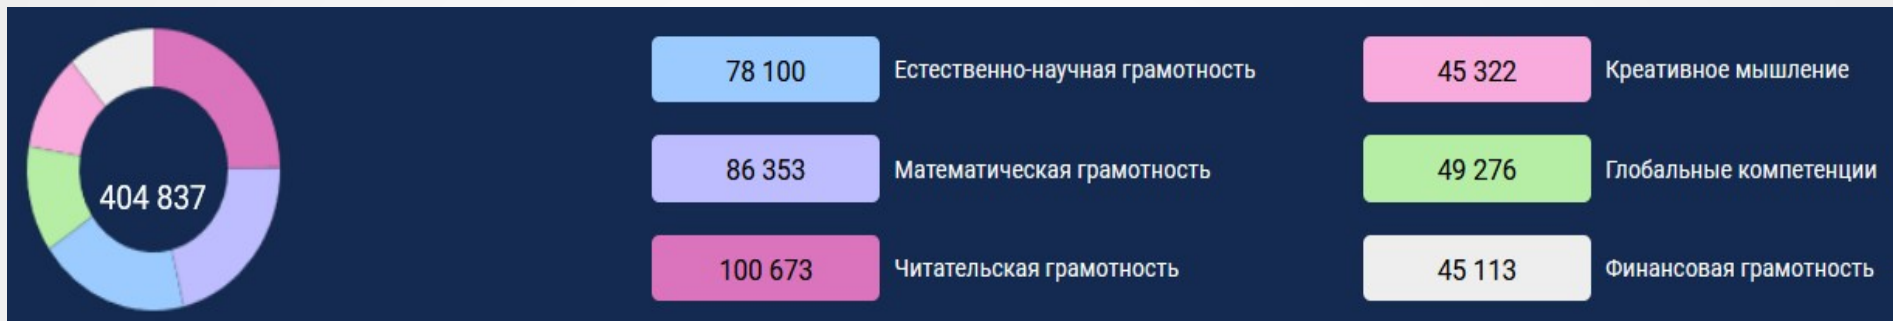 404 837
78 100 Естественно-научная грамотность
86 353 Математическая грамотность
100 673 Читательская грамотность
45 322 Креативное мышление
49 276 Глобальные компетенции
45 113 Финансовая грамотность